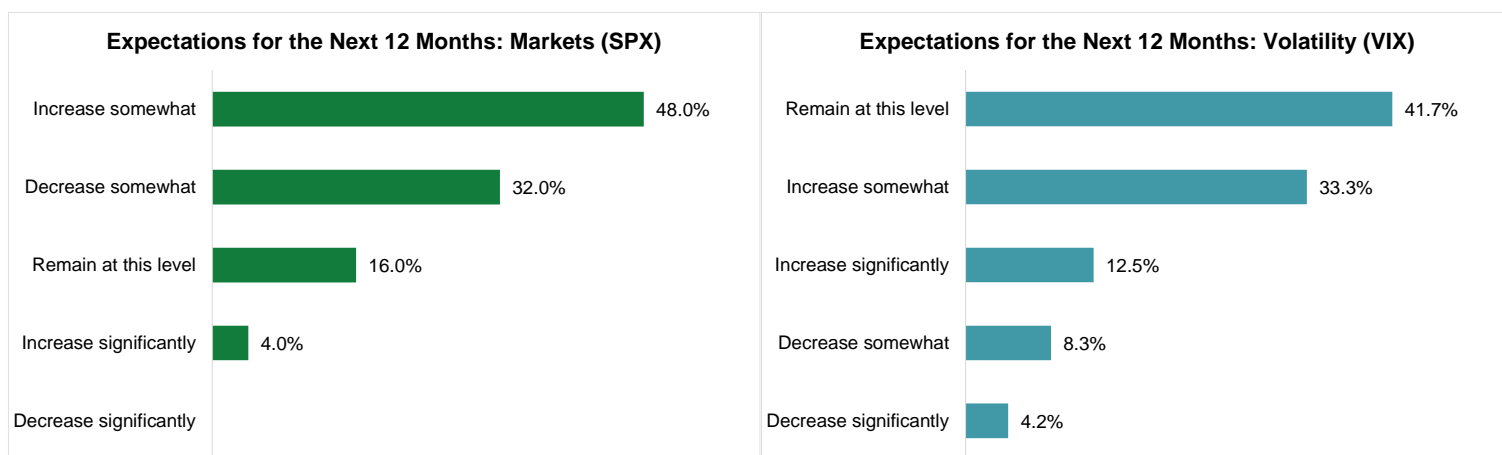 Expectations for the Next 12 Months: Markets (SPX)
Increase somewhat
48.0%
Decrease somewhat
32.0%
Remain at this level
16.0%
Increase significantly
4.0%
Decrease significantly
Expectations for the Next 12 Months: Volatility (VIX)
Remain at this level
41.7%
Increase somewhat
33.3%
Increase significantly
12.5%
Decrease somewhat
8.3%
Decrease significantly
4.2%